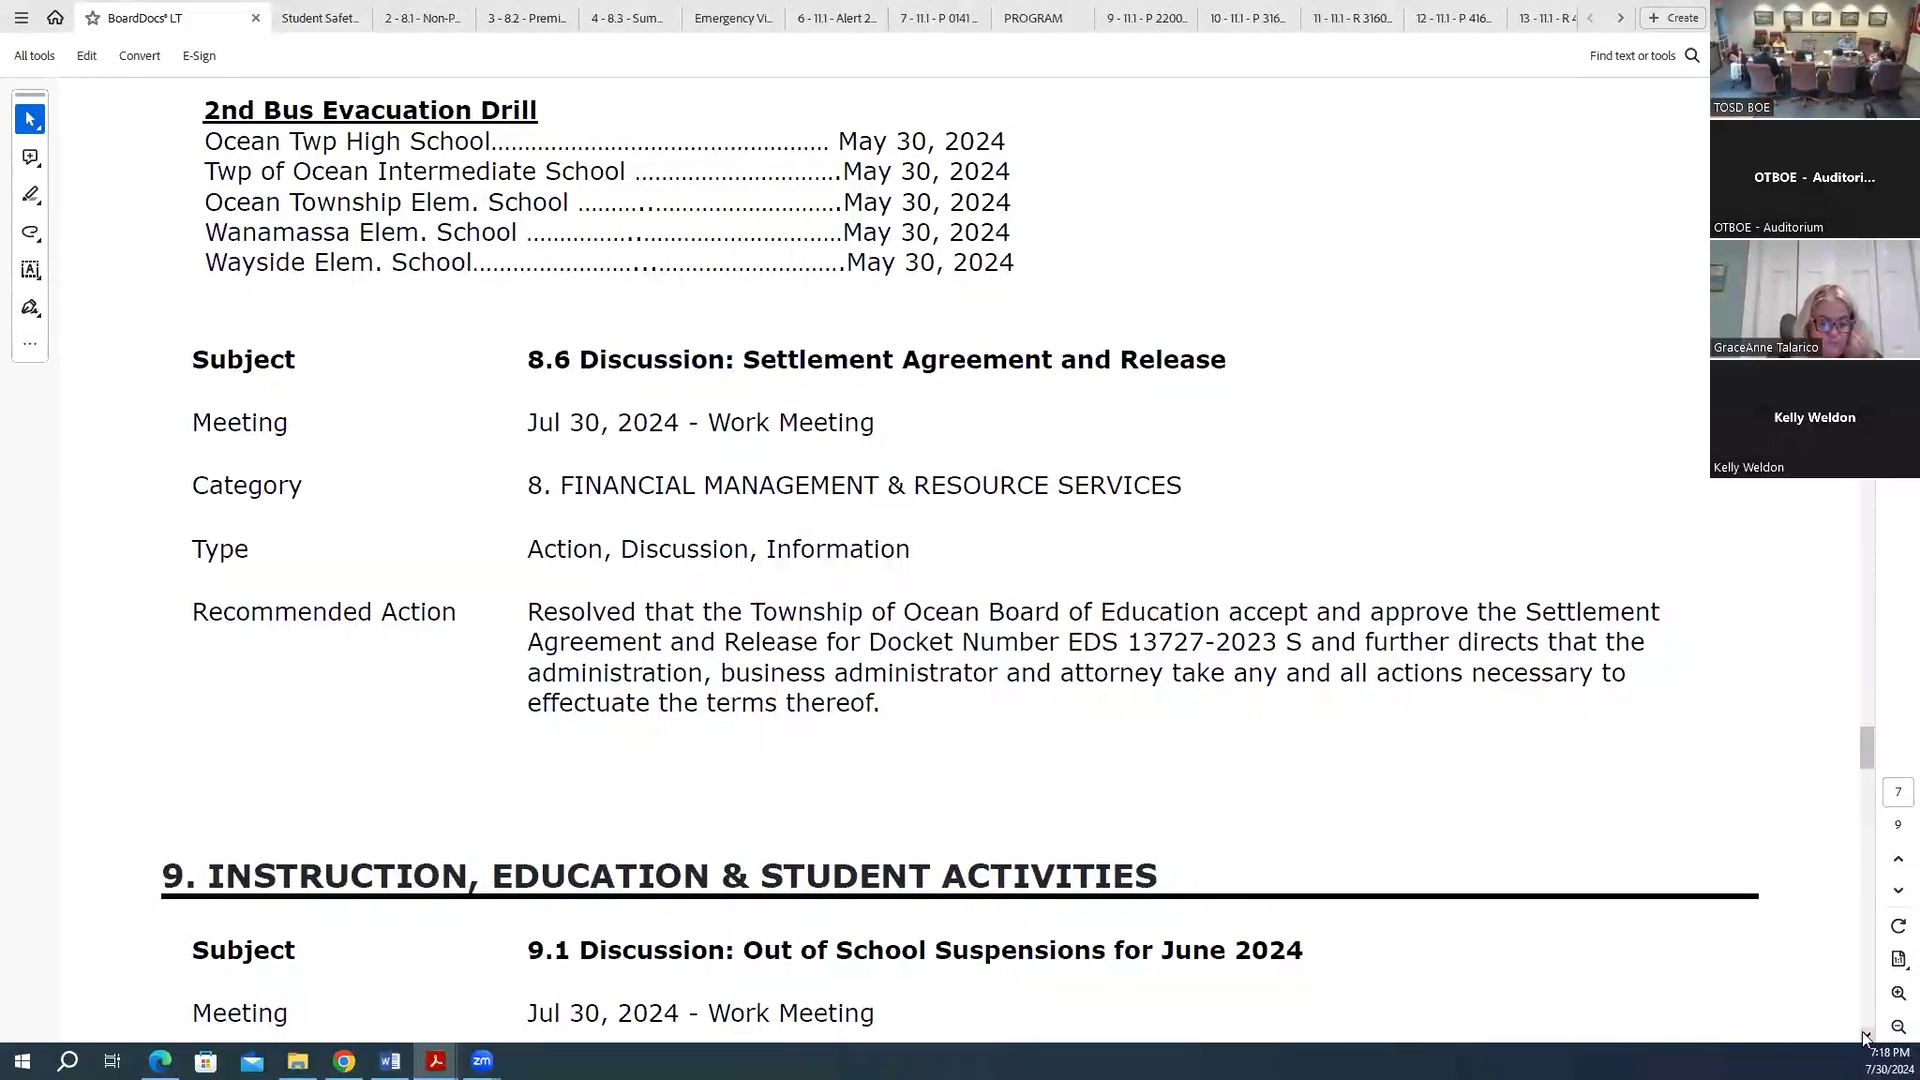 BoardDocs® LT
Student Safet...
2 - 8.1 - Non-P...
3 - 8.2 - Premi...
4 - 8.3 - Sum...
Emergency Vi...
6 - 11.1 - Alert 2...
7 - 11.1 - P 0141 ...
PROGRAM
9 - 11.1 - P 2200...
10 - 11.1 - P 316...
11 - 11.1 - R 3160...
12 - 11.1 - P 416...
13 - 11.1 - R 4
Create
All tools
Edit
Convert
E-Sign
Find text or tools
TOSD BOE
OTBOE - Auditori...
OTBOE - Auditorium
GraceAnne Talarico
Kelly Weldon
Kelly Weldon
2nd Bus Evacuation Drill
Ocean Twp High School................................................. May 30, 2024
Twp of Ocean Intermediate School ..............................May 30, 2024
Ocean Township Elem. School ......................................May 30, 2024
Wanamassa Elem. School ..............................................May 30, 2024
Wayside Elem. School......................................................May 30, 2024
Subject 8.6 Discussion: Settlement Agreement and Release
Meeting Jul 30, 2024 - Work Meeting
Category 8. FINANCIAL MANAGEMENT & RESOURCE SERVICES
Type Action, Discussion, Information
Recommended Action Resolved that the Township of Ocean Board of Education accept and approve the Settlement
Agreement and Release for Docket Number EDS 13727-2023 S and further directs that the
administration, business administrator and attorney take any and all actions necessary to
effectuate the terms thereof.
9. INSTRUCTION, EDUCATION & STUDENT ACTIVITIES
Subject 9.1 Discussion: Out of School Suspensions for June 2024
Meeting Jul 30, 2024 - Work Meeting
7
9
zm
7:18 PM
7/30/2024